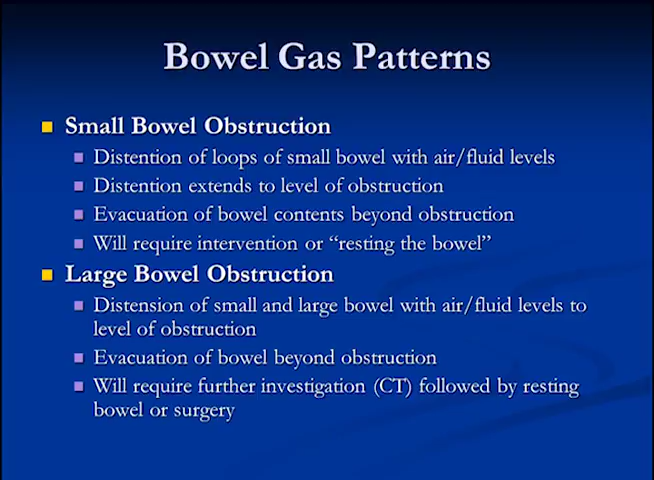 Bowel Gas Patterns
Small Bowel Obstruction
Distention of loops of small bowel with air/fluid levels
Distention extends to level of obstruction
Evacuation of bowel contents beyond obstruction
Will require intervention or “resting the bowel”
Large Bowel Obstruction
Distension of small and large bowel with air/fluid levels to
level of obstruction
Evacuation of bowel beyond obstruction
Will require further investigation (CT) followed by resting
bowel or surgery